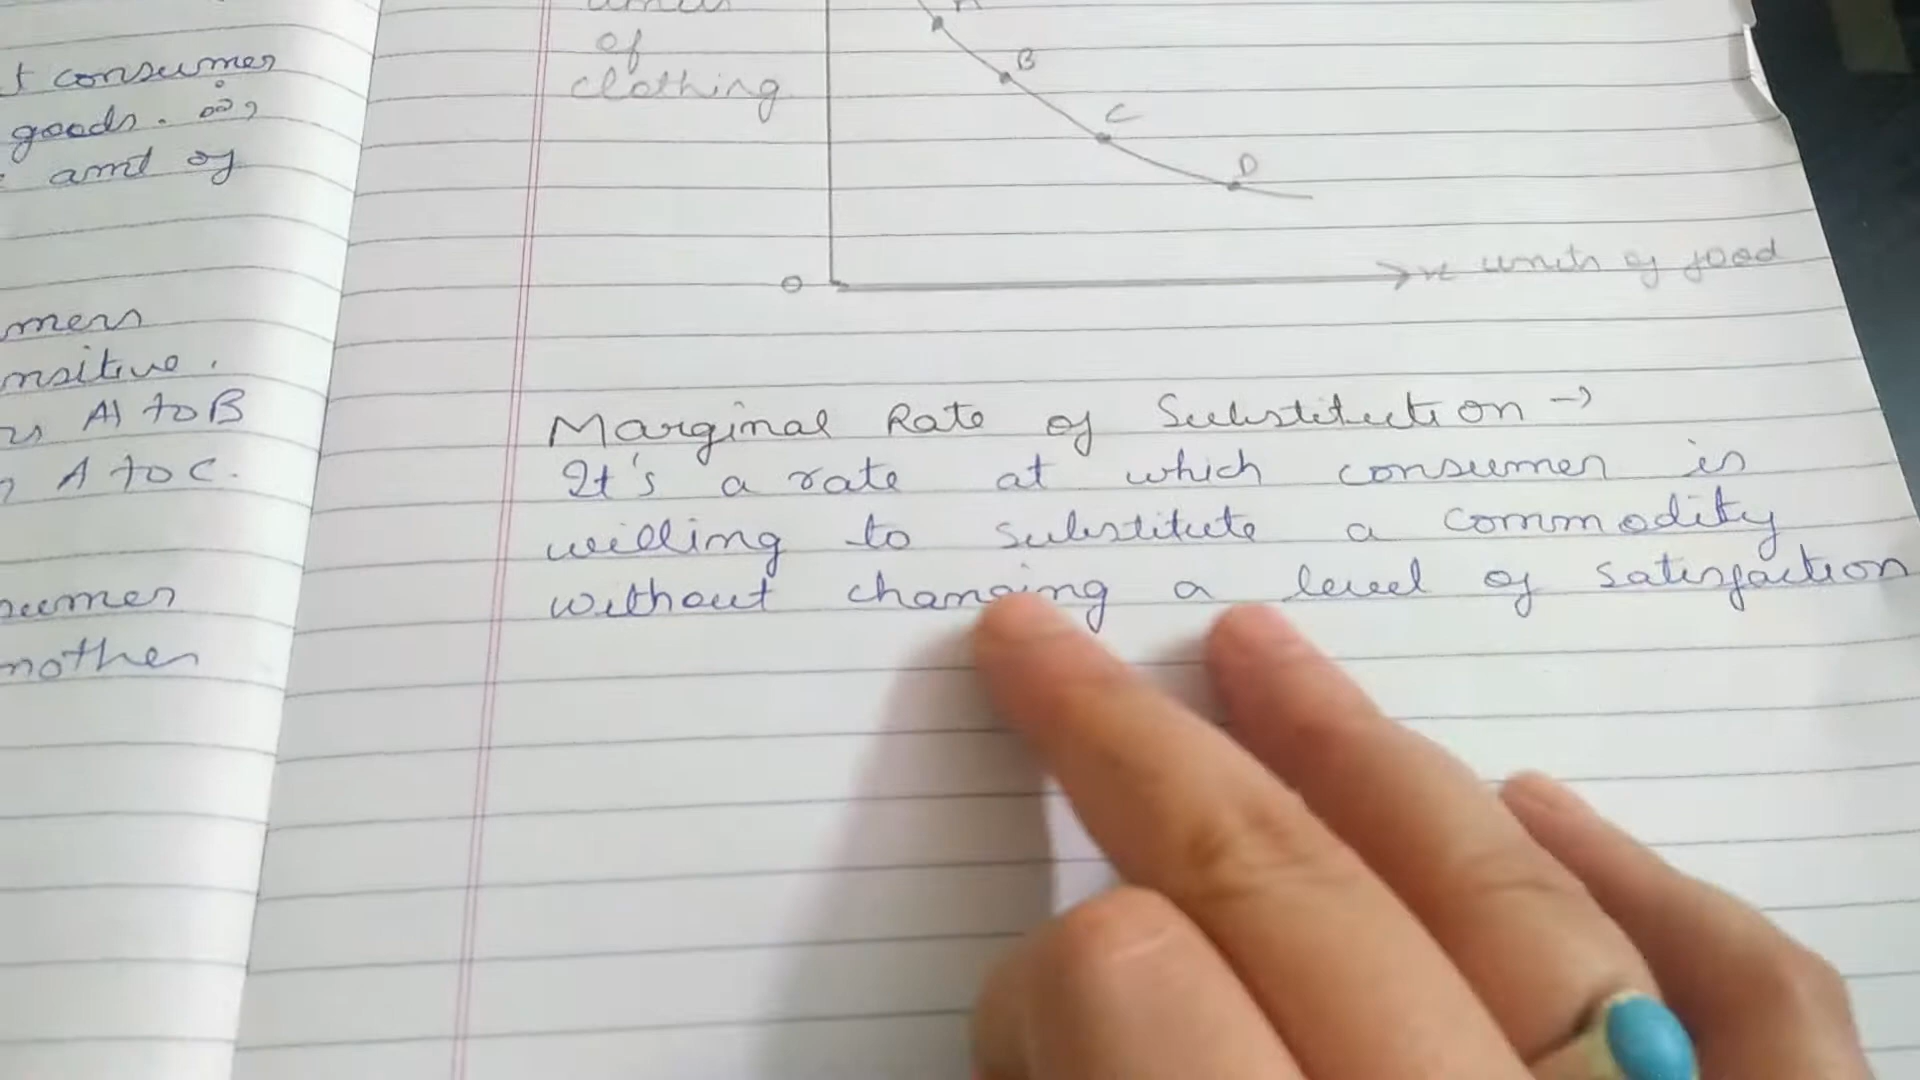 t consumer
goods.
amt of
mers
nsitive.
A to B
A to C.
sumer
nother
of
clothing
A
B
C
D
O
x units of food
Marginal Rate of Substitution →
It's a rate at which consumer is
willing to substitute a commodity
without changing a level of satisfaction